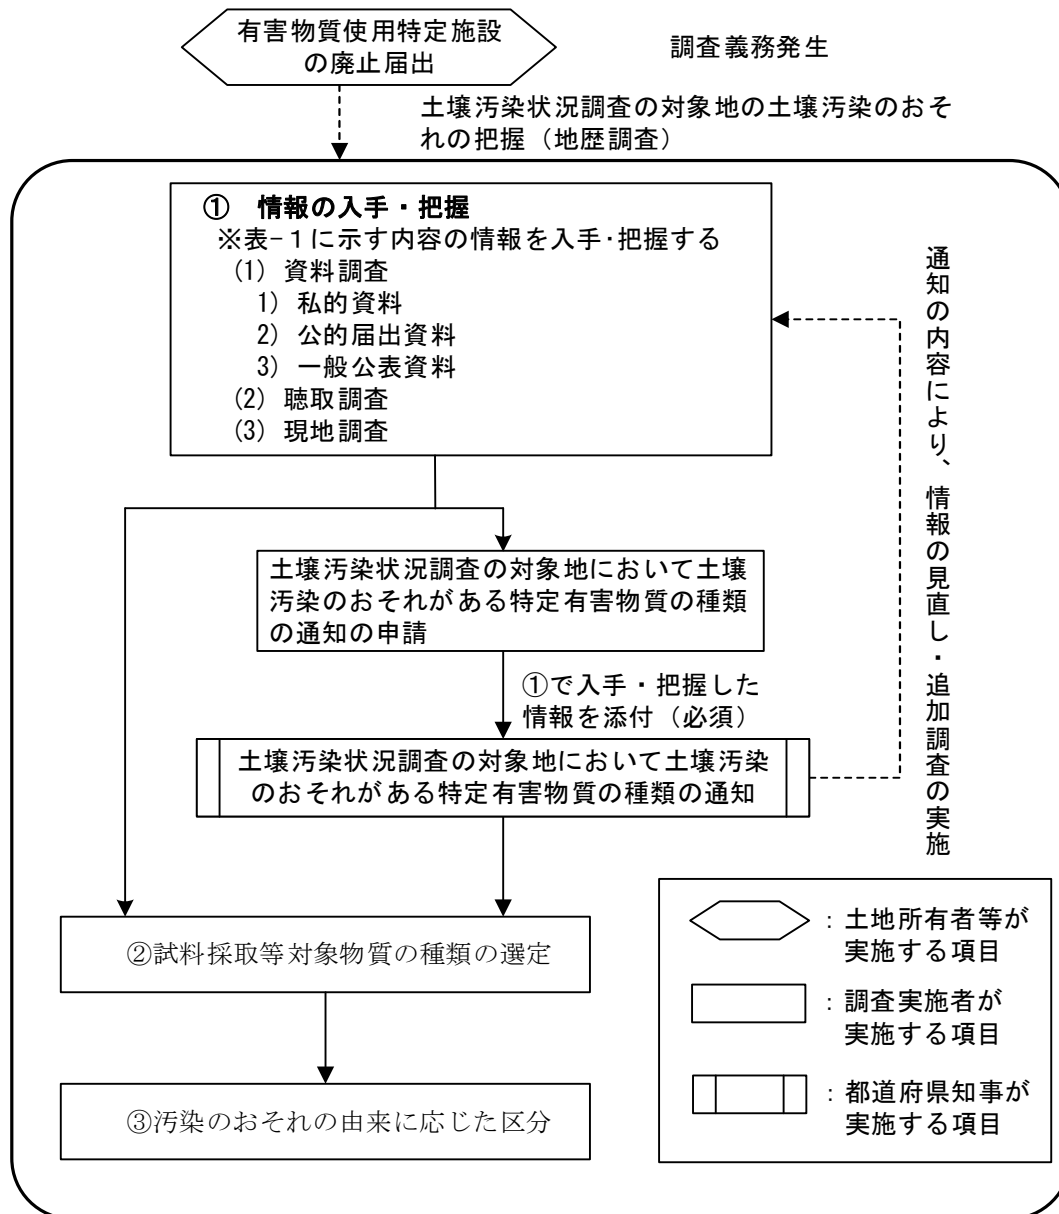 有害物質使用特定施設
の廃止届出
調査義務発生
土壌汚染状況調査の対象地の土壌汚染のおそ
れの把握（地歴調査）
① 情報の入手・把握
※表-１に示す内容の情報を入手・把握する
(1) 資料調査
1) 私的資料
2) 公的届出資料
3) 一般公表資料
(2) 聴取調査
(3) 現地調査
通知の内容により、情報の見直し・追加調査の実施
土壌汚染状況調査の対象地において土壌
汚染のおそれがある特定有害物質の種類
の通知の申請
①で入手・把握した
情報を添付（必須）
土壌汚染状況調査の対象地において土壌汚染
のおそれがある特定有害物質の種類の通知
②試料採取等対象物質の種類の選定
③汚染のおそれの由来に応じた区分
：土地所有者等が
実施する項目
：調査実施者が
実施する項目
：都道府県知事が
実施する項目